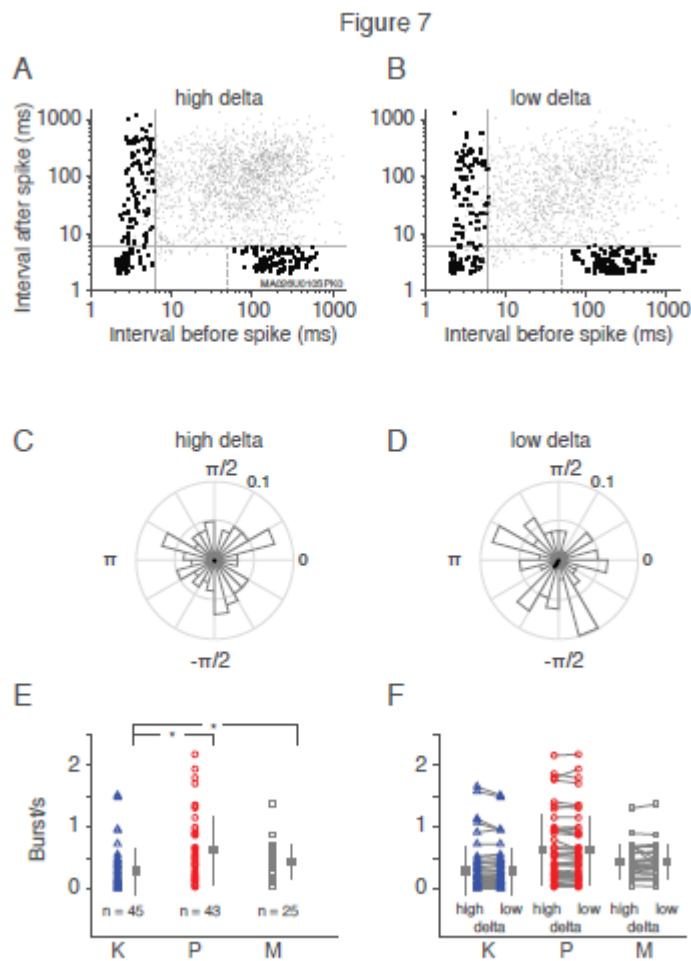 Figure 7
A
B
high delta
low delta
Interval after spike (ms)
1000
100
10
1
1000
100
10
1
1 10 100 1000
1 10 100 1000
Interval before spike (ms)
Interval before spike (ms)
C
D
high delta
low delta
π/2
0.1
π
0
-π/2
π/2
0.1
π
0
-π/2
E
F
Burst/s
2
1
0
* *
n = 45 n = 43 n = 25
K P M
2
1
0
high low high low high low
delta delta delta
K P M